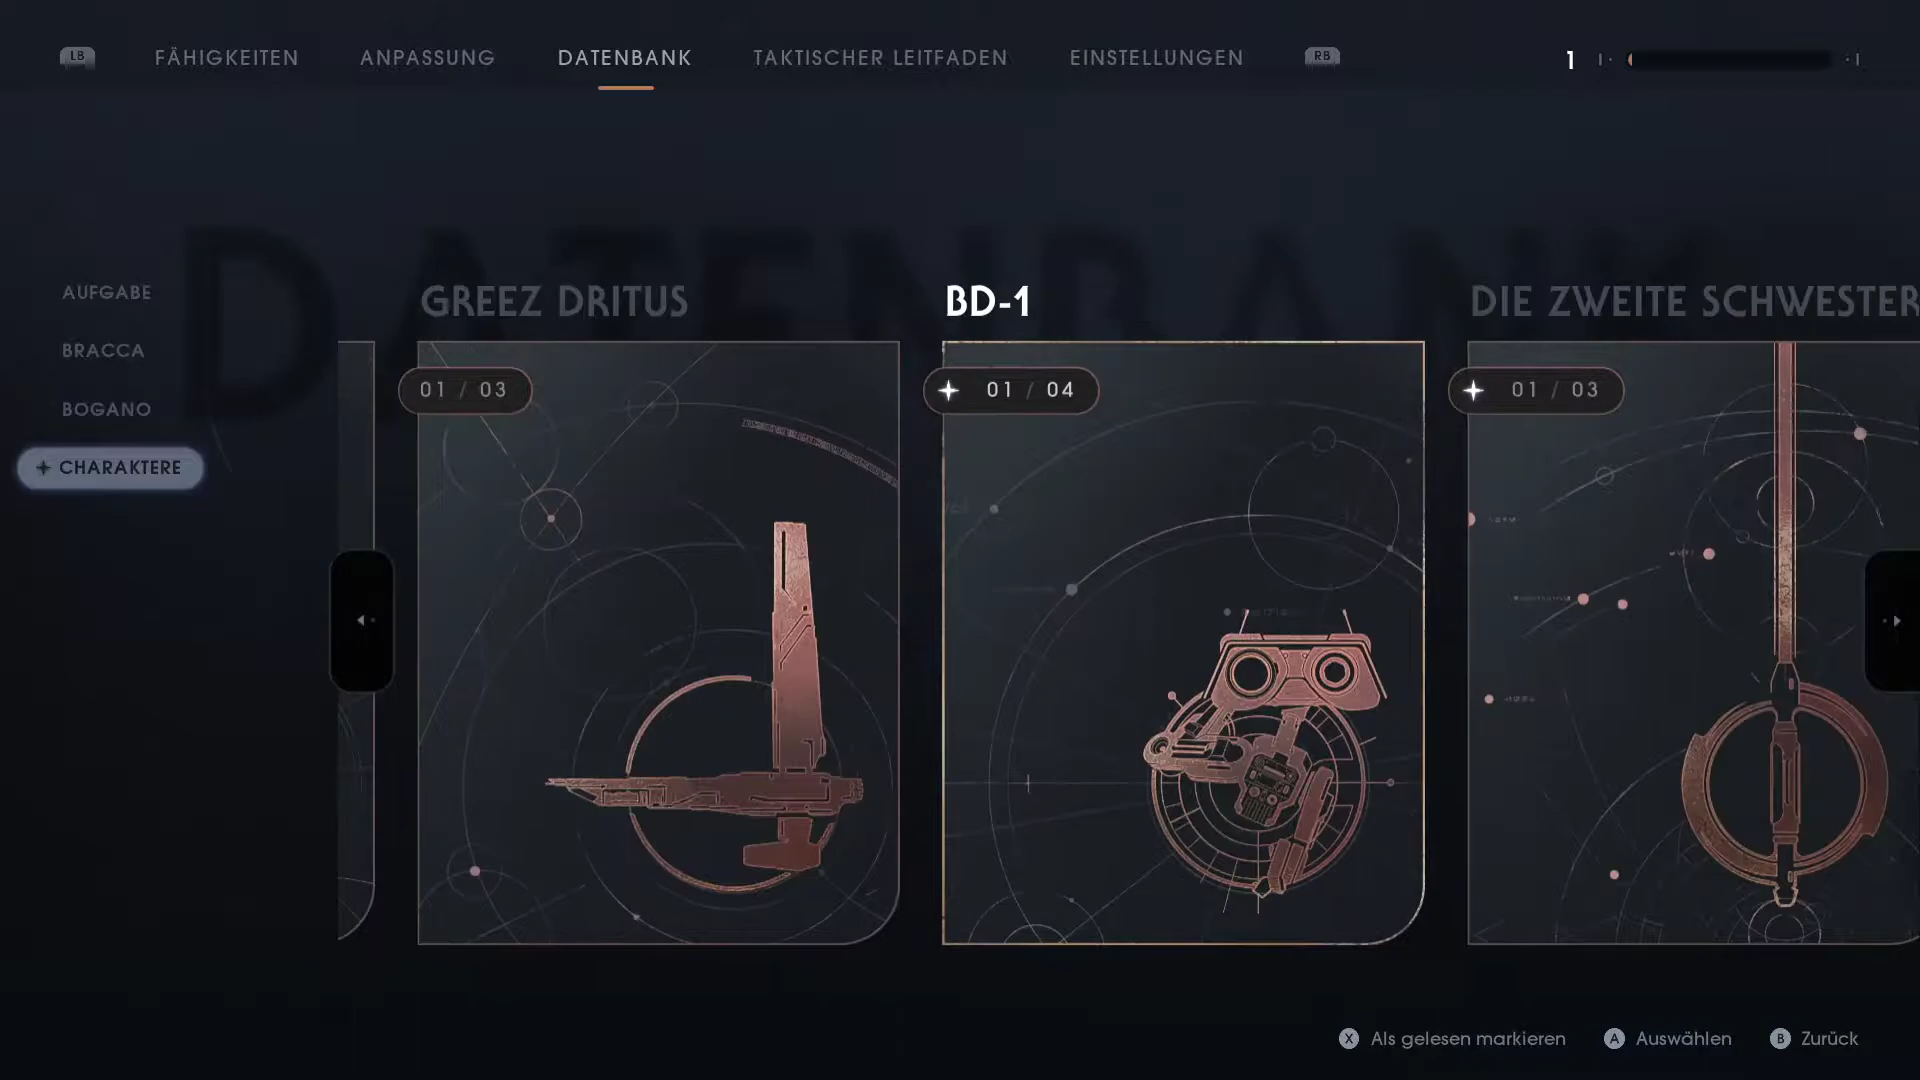 LB FÄHIGKEITEN ANPASSUNG DATENBANK TAKTISCHER LEITFADEN EINSTELLUNGEN RB 1
DATENBANK
AUFGABE
BRACCA
BOGANO
CHARAKTERE
GREEZ DRITUS
01 / 03
BD-1
01 / 04
DIE ZWEITE SCHWESTER
01 / 03
X Als gelesen markieren A Auswählen B Zurück